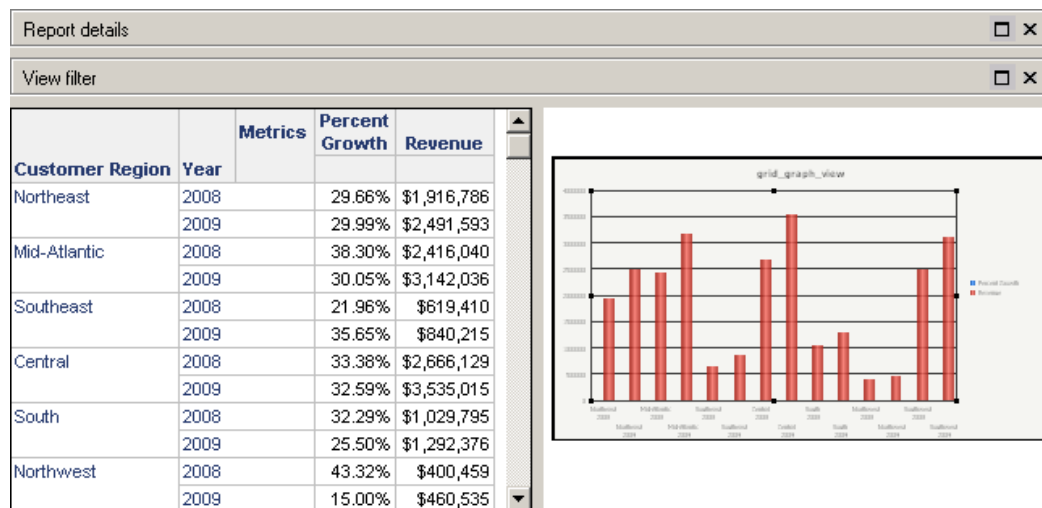 Report details
View filter
Metrics Percent Growth Revenue
Customer Region Year
Northeast 2008 29.66% $1,916,786
2009 29.99% $2,491,593
Mid-Atlantic 2008 38.30% $2,416,040
2009 30.05% $3,142,036
Southeast 2008 21.96% $619,410
2009 35.65% $840,215
Central 2008 33.38% $2,666,129
2009 32.59% $3,535,015
South 2008 32.29% $1,029,795
2009 25.50% $1,292,376
Northwest 2008 43.32% $400,459
2009 15.00% $460,535
grid_graph_view
Percent Growth
Revenue